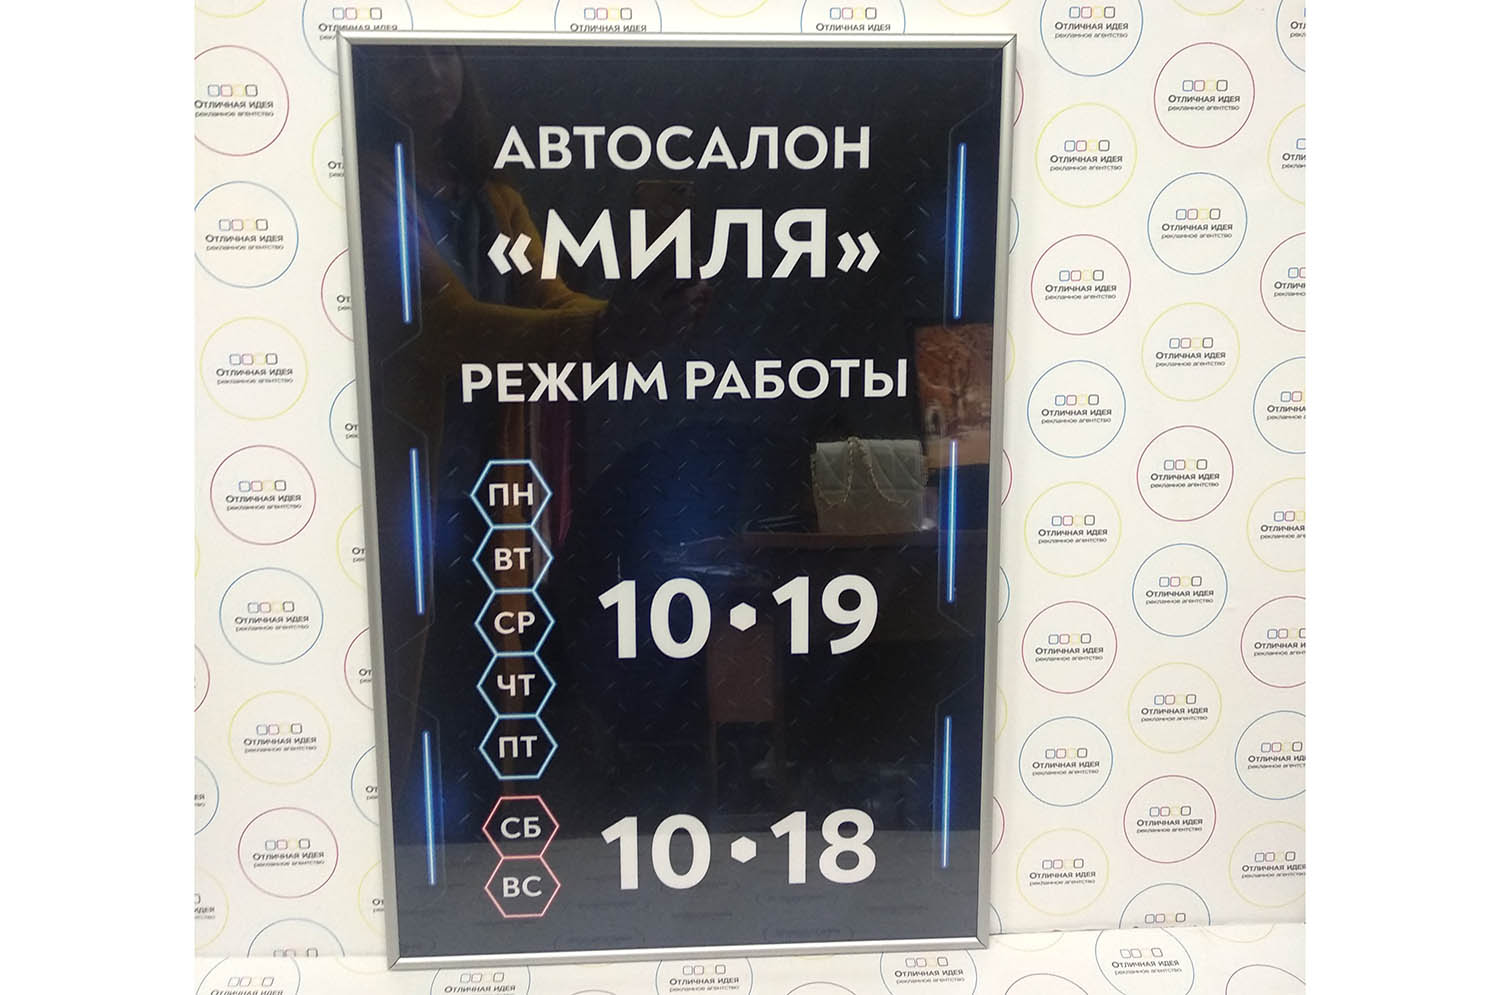 АВТОСАЛОН
«МИЛЯ»
РЕЖИМ РАБОТЫ
ПН
ВТ
СР
ЧТ
ПТ
10 • 19
СБ
ВС
10 • 18
ОТЛИЧНАЯ ИДЕЯ
рекламное агентство